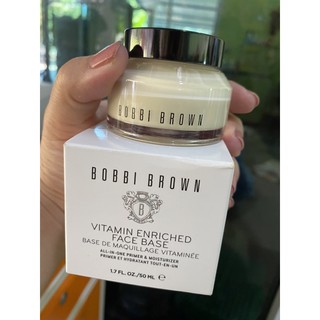 BOBBI BROWN
BOBBI BROWN
B
VITAMIN ENRICHED
FACE BASE
BASE DE MAQUILLAGE VITAMINÉE
ALL-IN-ONE PRIMER & MOISTURIZER
PRIMER ET HYDRATANT TOUT-EN-UN
1.7 FL. OZ./50 ML ℮